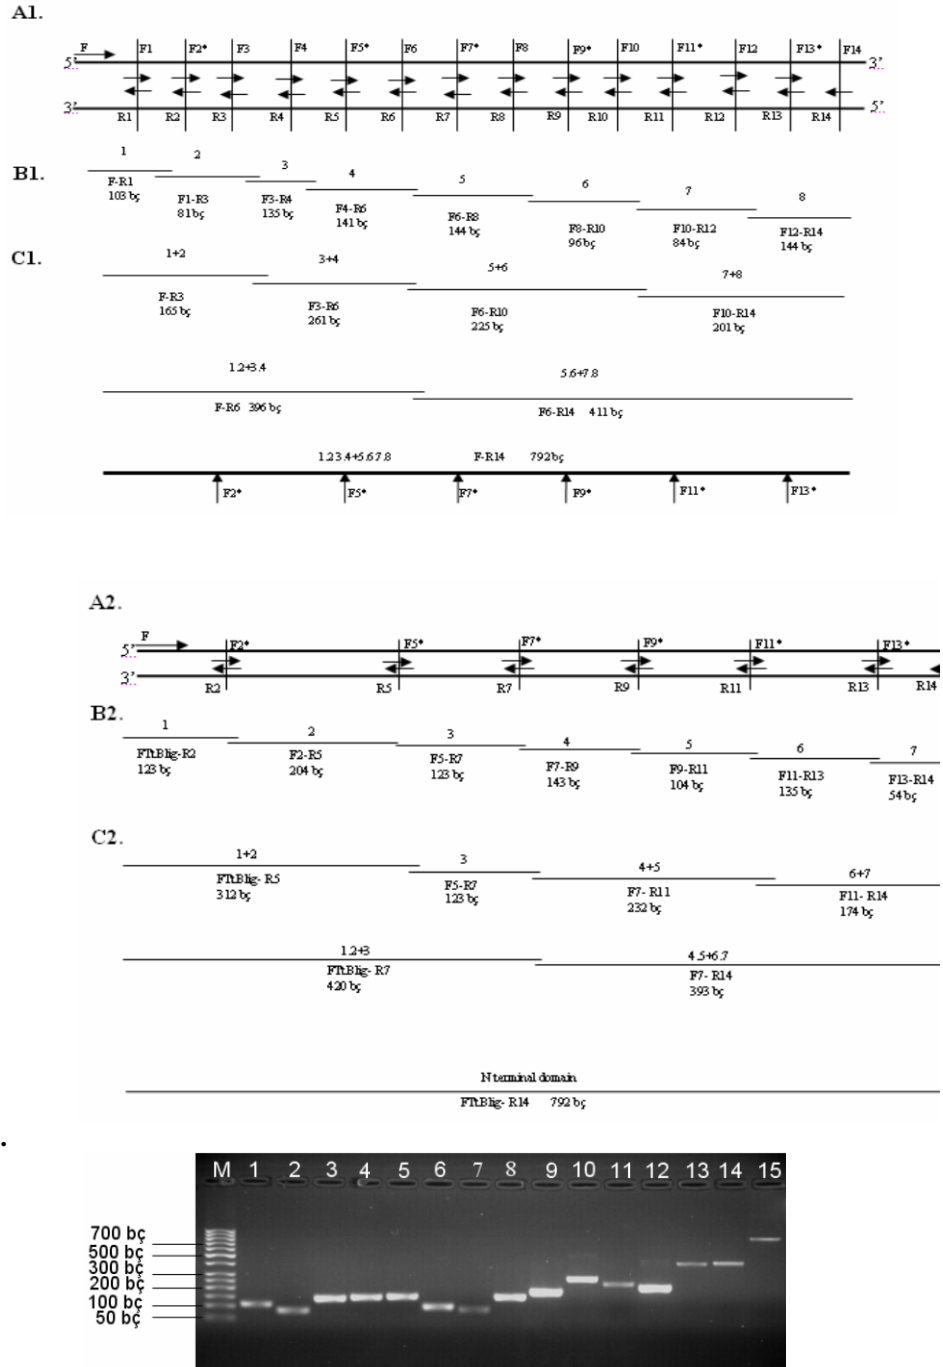 A1.
F F1 F2* F3 F4 F5* F6 F7* F8 F9* F10 F11* F12 F13* F14
5' 3'
3' 5'
R1 R2 R3 R4 R5 R6 R7 R8 R9 R10 R11 R12 R13 R14
B1.
1 2 3 4 5 6 7 8
F-R1 F1-R3 F3-R4 F4-R6 F6-R8 F8-R10 F10-R12 F12-R14
103 bç 81 bç 135 bç 141 bç 144 bç 96 bç 84 bç 144 bç
C1.
1+2 3+4 5+6 7+8
F-R3 F3-R6 F6-R10 F10-R14
165 bç 261 bç 225 bç 201 bç
1.2+3.4 5.6+7.8
F-R6 396 bç F6-R14 411 bç
1.2.3.4+5.6.7.8 F-R14 792 bç
F2* F5* F7* F9* F11* F13*
A2.
F F2* F5* F7* F9* F11* F13*
5'
3'
R2 R5 R7 R9 R11 R13 R14
B2.
1 2 3 4 5 6 7
FTtBlig-R2 F2-R5 F5-R7 F7-R9 F9-R11 F11-R13 F13-R14
123 bç 204 bç 123 bç 143 bç 104 bç 135 bç 54 bç
C2.
1+2 3 4+5 6+7
FTtBlig- R5 F5-R7 F7- R11 F11- R14
312 bç 123 bç 232 bç 174 bç
1.2+3 4.5+6.7
FTtBlig- R7 F7- R14
420 bç 393 bç
N terminal domain
FTtBlig- R14 792 bç
.
M 1 2 3 4 5 6 7 8 9 10 11 12 13 14 15
700 bç
500 bç
300 bç
200 bç
100 bç
50 bç